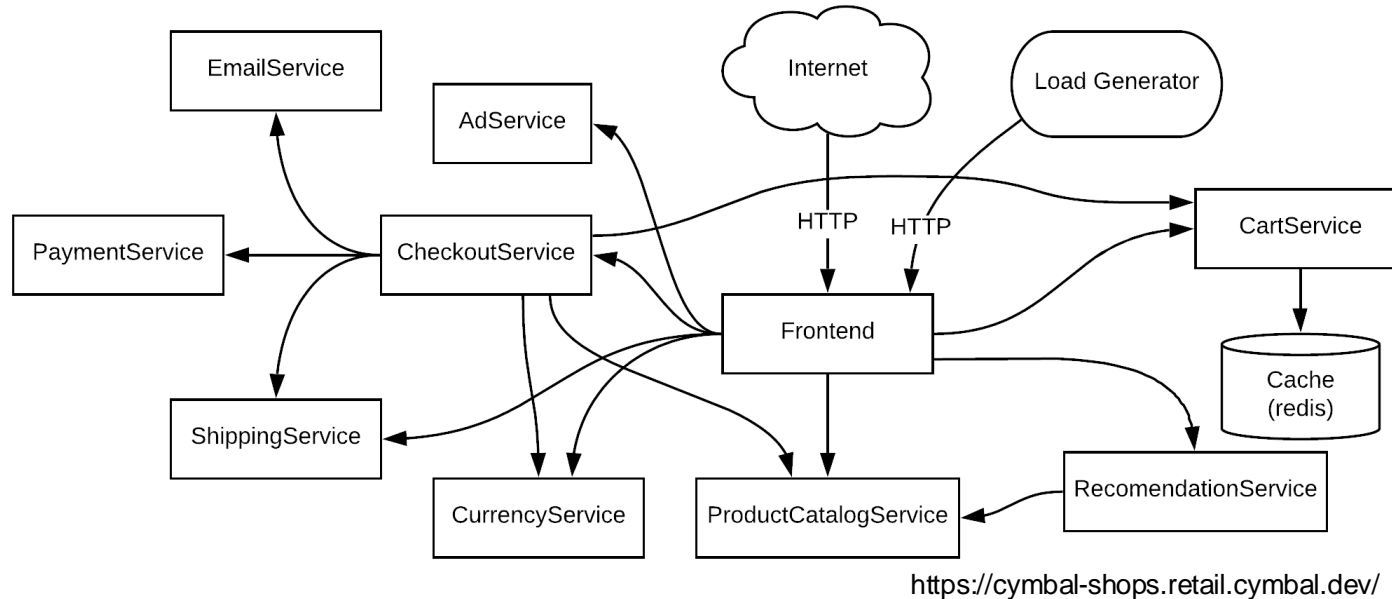 EmailService
Internet
Load Generator
AdService
HTTP
HTTP
PaymentService
CheckoutService
CartService
Frontend
Cache
(redis)
ShippingService
CurrencyService
ProductCatalogService
RecomendationService
https://cymbal-shops.retail.cymbal.dev/